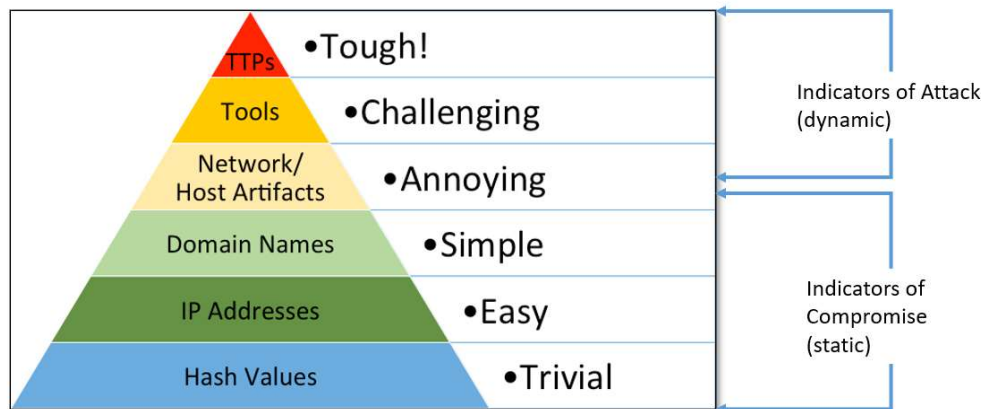 TTPs
•Tough!
Tools
•Challenging
Network/
Host Artifacts
•Annoying
Domain Names
•Simple
IP Addresses
•Easy
Hash Values
•Trivial
Indicators of Attack
(dynamic)
Indicators of
Compromise
(static)